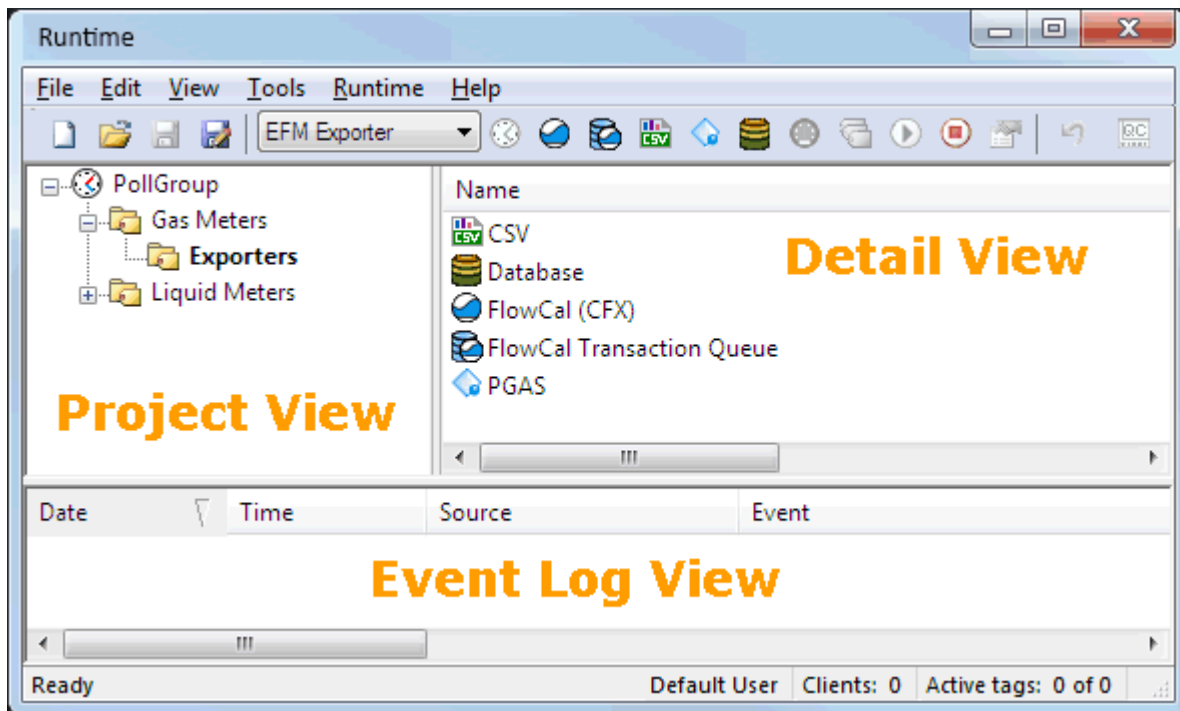 Runtime
File Edit View Tools Runtime Help
EFM Exporter
PollGroup
Gas Meters
Exporters
Liquid Meters
Project View
Name
CSV
Database
FlowCal (CFX)
FlowCal Transaction Queue
PGAS
Detail View
Date Time Source Event
Event Log View
Ready Default User Clients: 0 Active tags: 0 of 0